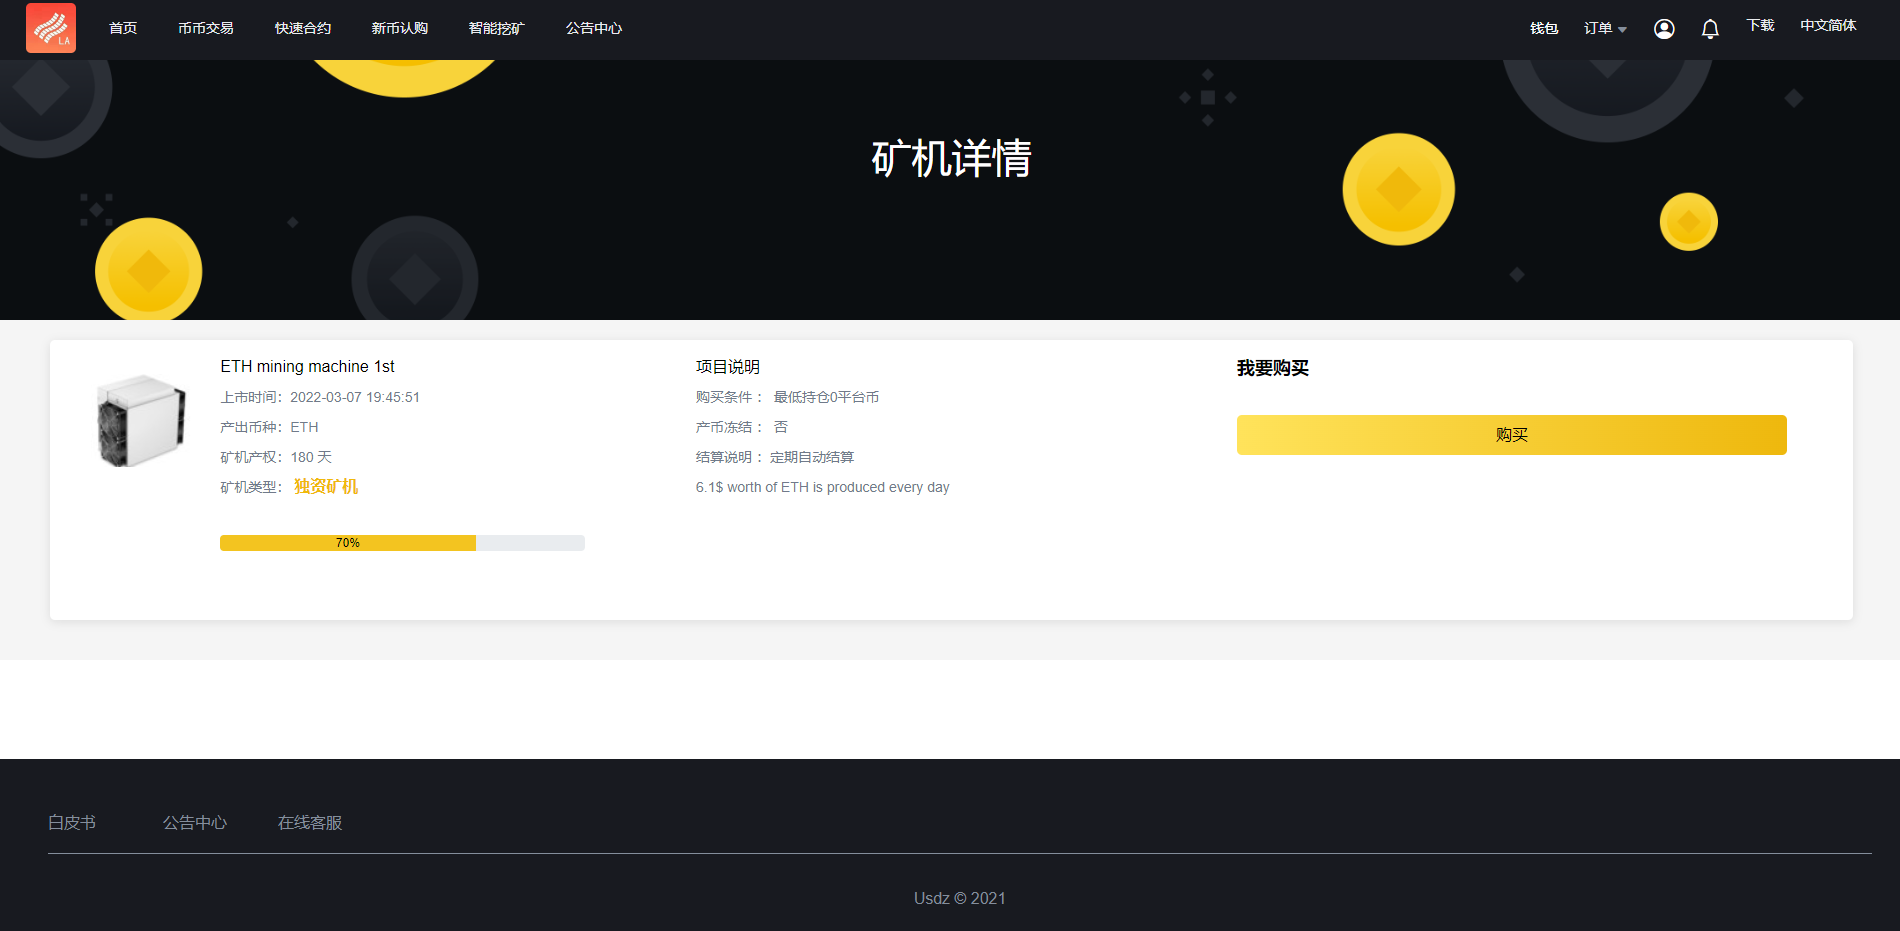 LA
首页 币币交易 快速合约 新币认购 智能挖矿 公告中心 钱包 订单 下载 中文简体
矿机详情
ETH mining machine 1st
上市时间：2022-03-07 19:45:51
产出币种：ETH
矿机产权：180 天
矿机类型： 独资矿机
70%
项目说明
购买条件 ： 最低持仓0平台币
产币冻结 ： 否
结算说明 ：定期自动结算
6.1$ worth of ETH is produced every day
我要购买
购买
白皮书 公告中心 在线客服
Usdz © 2021